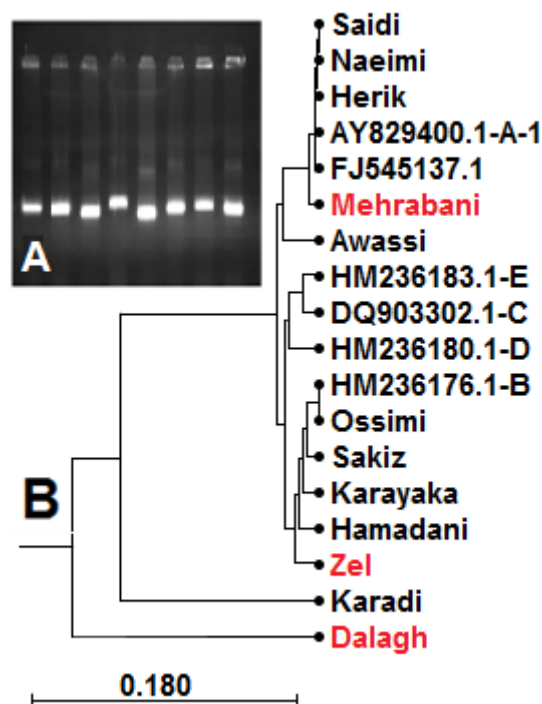 A
Saidi
Naeimi
Herik
AY829400.1-A-1
FJ545137.1
Mehrabani
Awassi
HM236183.1-E
DQ903302.1-C
HM236180.1-D
HM236176.1-B
Ossimi
Sakiz
Karayaka
Hamadani
Zel
Karadi
Dalagh
B
0.180